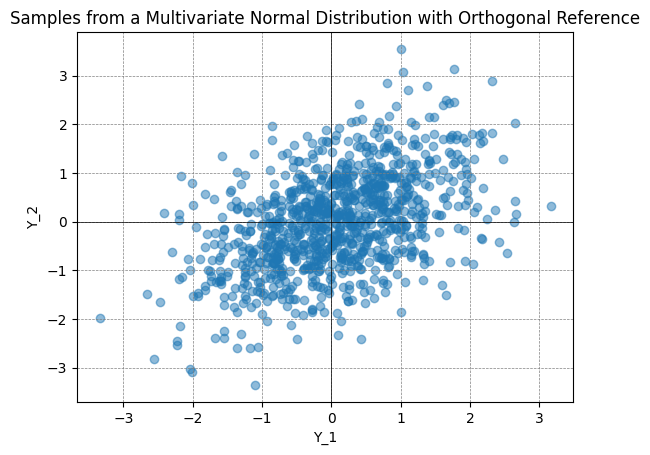 Samples from a Multivariate Normal Distribution with Orthogonal Reference
3
2
1
0
−1
−2
−3
Y_2
−3 −2 −1 0 1 2 3
Y_1